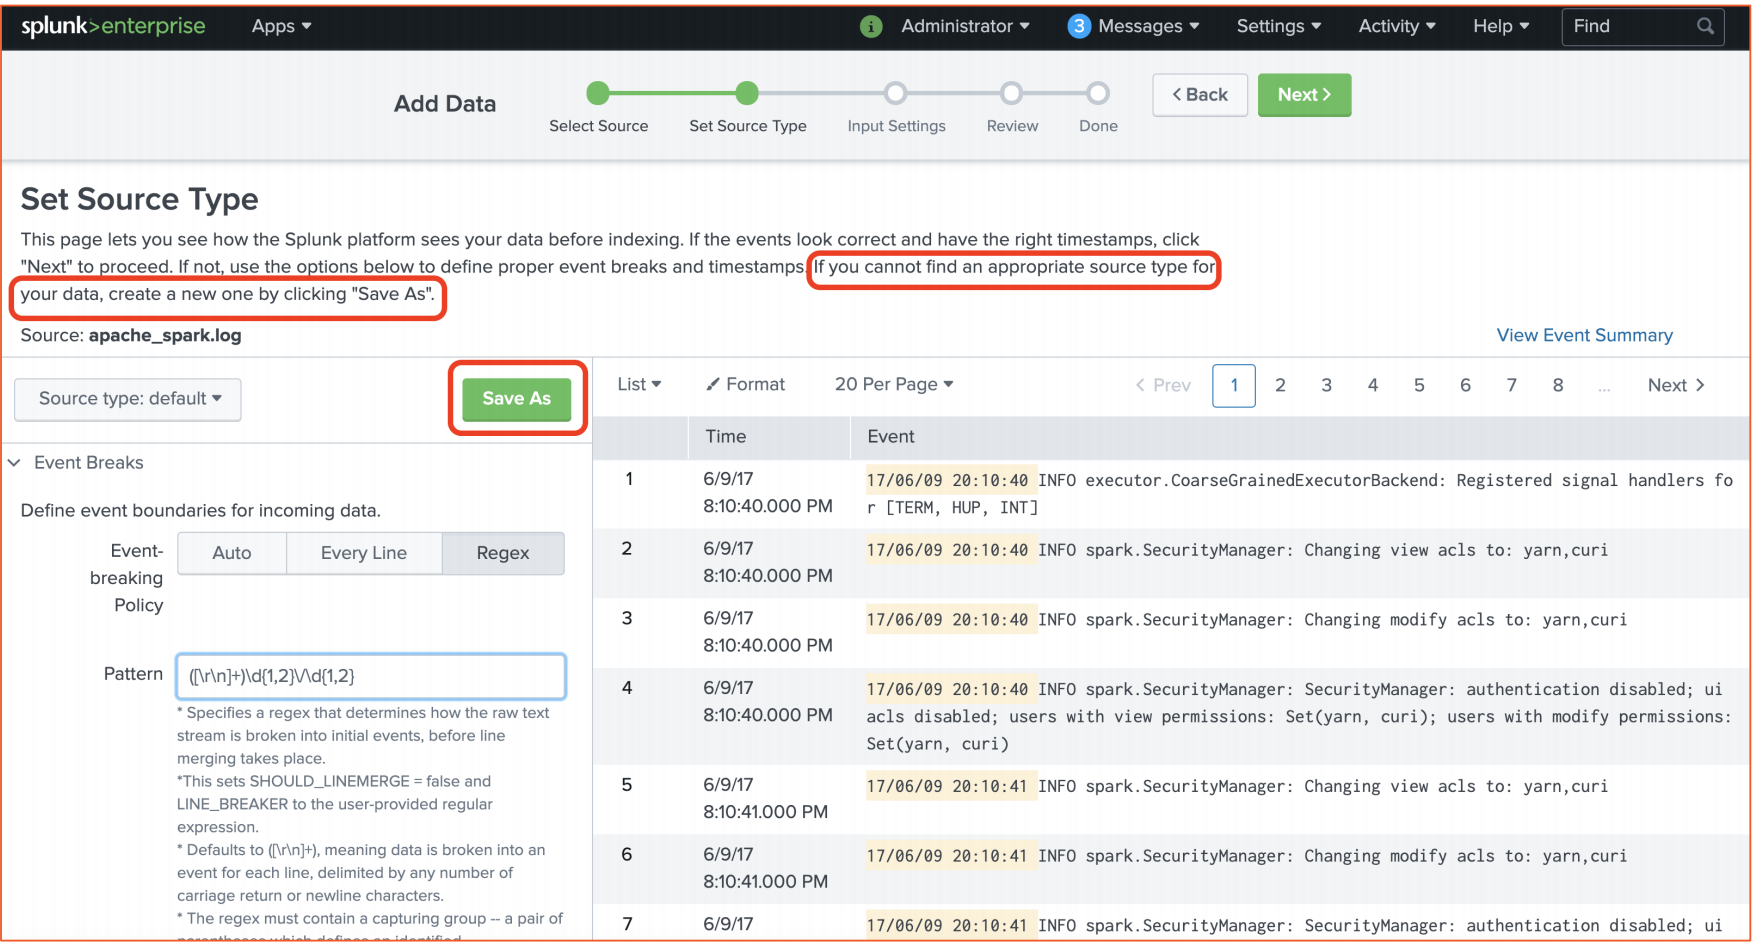 splunk>enterprise Apps ▾ i Administrator ▾ 3 Messages ▾ Settings ▾ Activity ▾ Help ▾ Find
Add Data
Select Source Set Source Type Input Settings Review Done
< Back Next >
Set Source Type
This page lets you see how the Splunk platform sees your data before indexing. If the events look correct and have the right timestamps, click
"Next" to proceed. If not, use the options below to define proper event breaks and timestamps. If you cannot find an appropriate source type for
your data, create a new one by clicking "Save As".
Source: apache_spark.log
View Event Summary
Source type: default ▾
Save As
Event Breaks
Define event boundaries for incoming data.
Event-
breaking
Policy
Auto Every Line Regex
Pattern ([\r\n]+)\d{1,2}\/\d{1,2}
* Specifies a regex that determines how the raw text
stream is broken into initial events, before line
merging takes place.
*This sets SHOULD_LINEMERGE = false and
LINE_BREAKER to the user-provided regular
expression.
* Defaults to ([\r\n]+), meaning data is broken into an
event for each line, delimited by any number of
carriage return or newline characters.
* The regex must contain a capturing group -- a pair of
parentheses which defines an identified
List ▾ Format 20 Per Page ▾ < Prev 1 2 3 4 5 6 7 8 ... Next >
Time Event
1 6/9/17 17/06/09 20:10:40 INFO executor.CoarseGrainedExecutorBackend: Registered signal handlers fo
8:10:40.000 PM r [TERM, HUP, INT]
2 6/9/17 17/06/09 20:10:40 INFO spark.SecurityManager: Changing view acls to: yarn,curi
8:10:40.000 PM
3 6/9/17 17/06/09 20:10:40 INFO spark.SecurityManager: Changing modify acls to: yarn,curi
8:10:40.000 PM
4 6/9/17 17/06/09 20:10:40 INFO spark.SecurityManager: SecurityManager: authentication disabled; ui
8:10:40.000 PM acls disabled; users with view permissions: Set(yarn, curi); users with modify permissions:
Set(yarn, curi)
5 6/9/17 17/06/09 20:10:41 INFO spark.SecurityManager: Changing view acls to: yarn,curi
8:10:41.000 PM
6 6/9/17 17/06/09 20:10:41 INFO spark.SecurityManager: Changing modify acls to: yarn,curi
8:10:41.000 PM
7 6/9/17 17/06/09 20:10:41 INFO spark.SecurityManager: SecurityManager: authentication disabled; ui